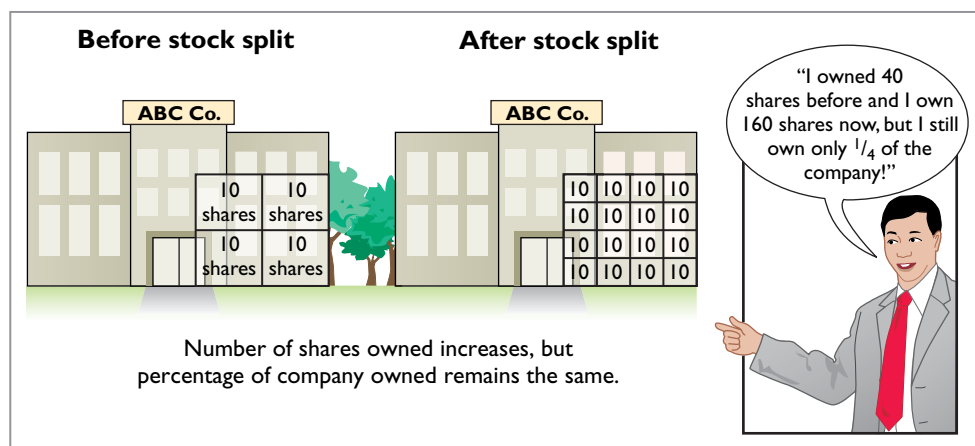 Before stock split
After stock split
ABC Co.
10 shares
10 shares
10 shares
10 shares
ABC Co.
10 10 10 10
10 10 10 10
10 10 10 10
10 10 10 10
“I owned 40
shares before and I own
160 shares now, but I still
own only 1/4 of the
company!”
Number of shares owned increases, but
percentage of company owned remains the same.